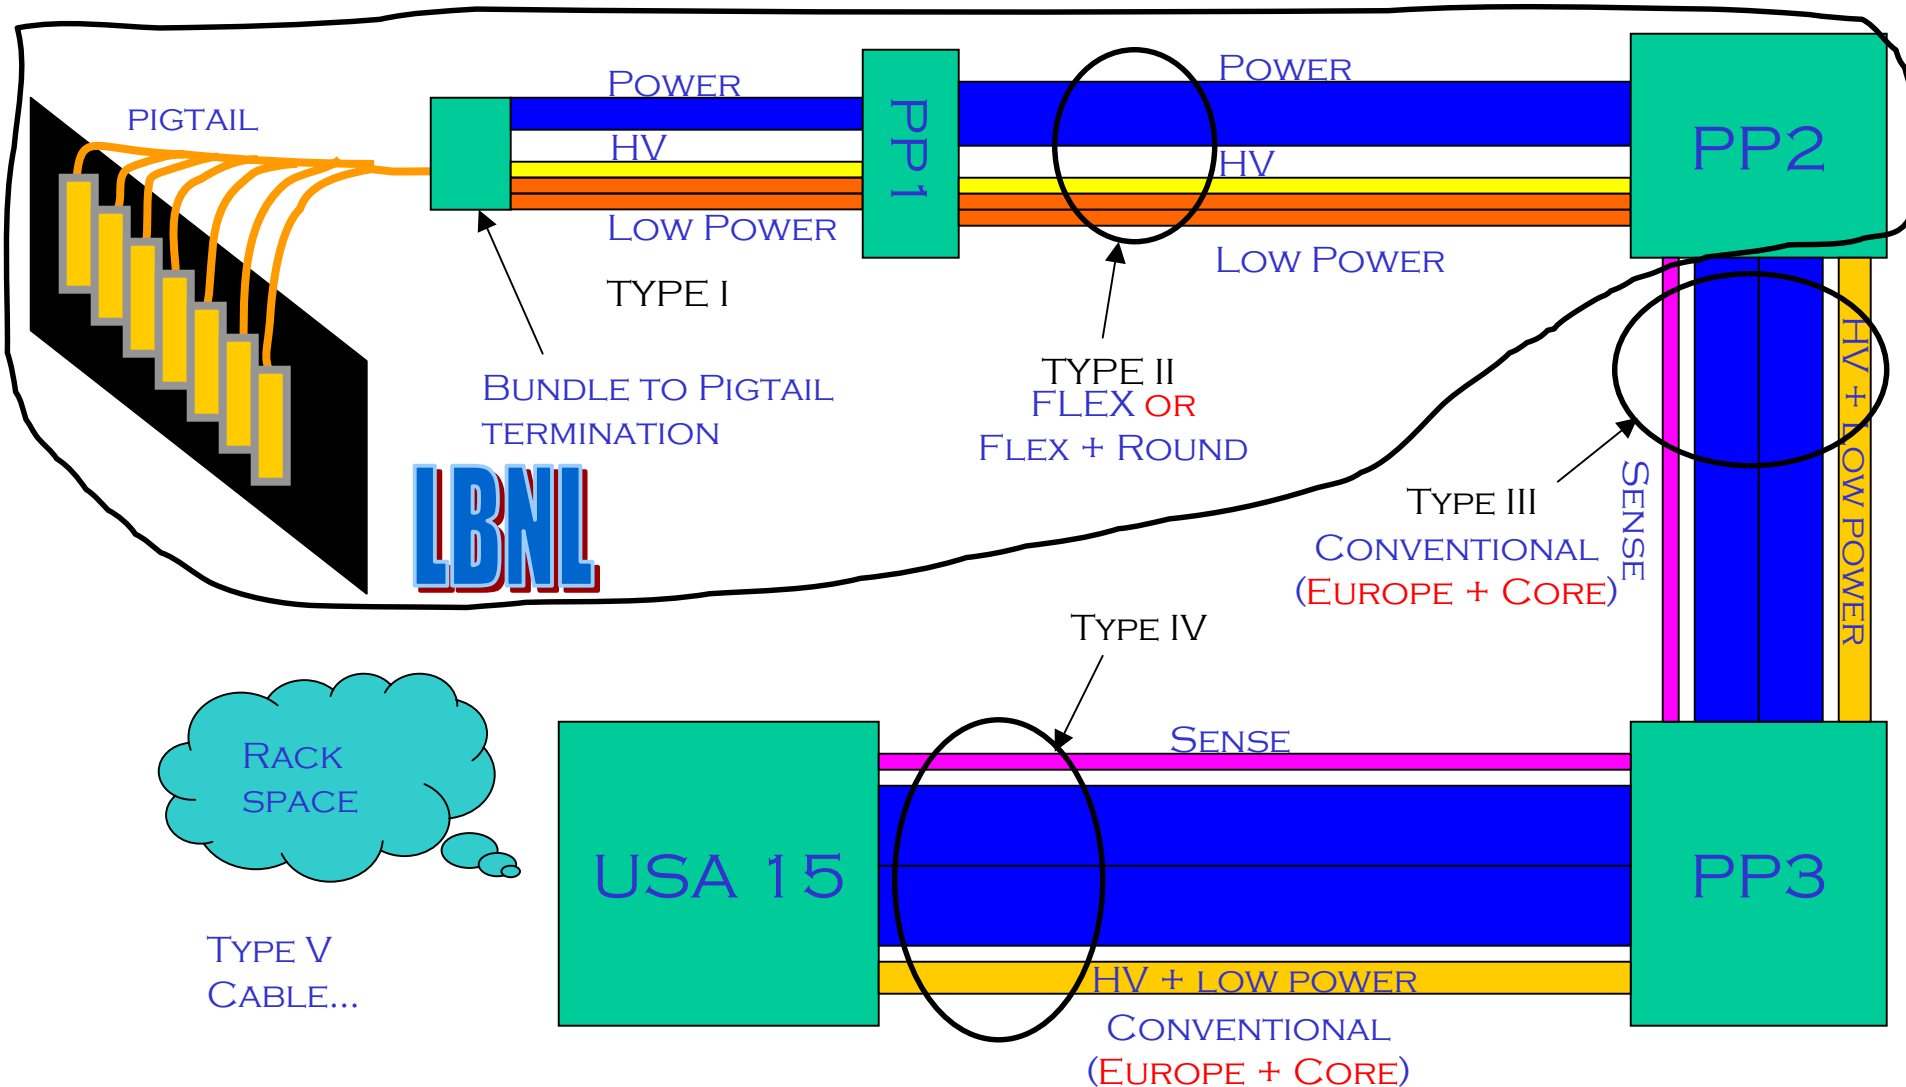 Power
Power
pigtail
PP1
PP2
HV
HV
Low Power
Low Power
TYPE I
TYPE II
FLEX or
Flex + Round
Bundle to Pigtail
termination
LBNL
HV + Low power
Sense
Type III
Conventional
(Europe + Core)
Type IV
Sense
Rack
space
USA 15
PP3
Type V
Cable...
HV + low power
Conventional
(Europe + Core)